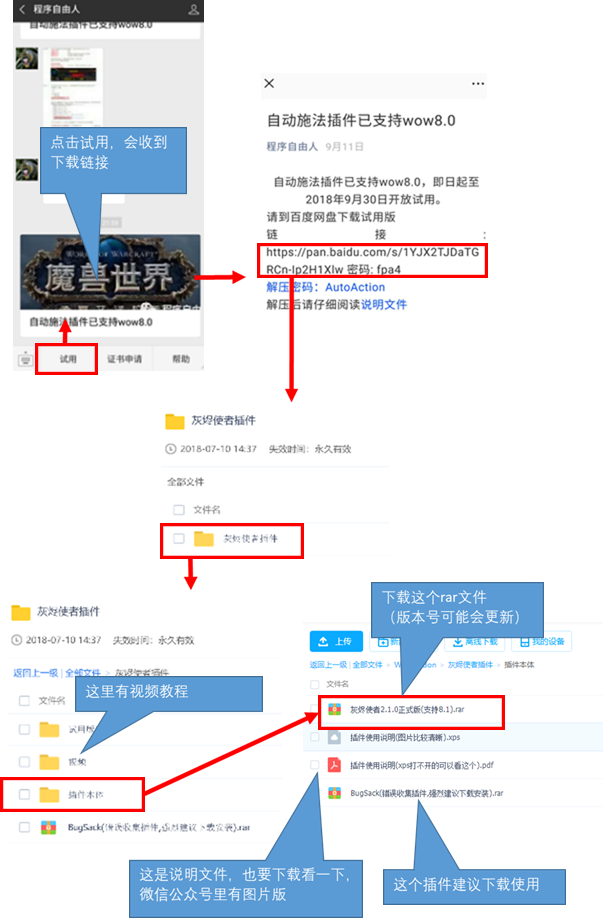 程序自由人
自动施法插件已支持wow8.0
点击试用，会收到
下载链接
WORLD OF WARCRAFT
魔兽世界
自动施法插件已支持wow8.0
试用
证书申请
帮助
自动施法插件已支持wow8.0
程序自由人 9月11日
自动施法插件已支持wow8.0，即日起至
2018年9月30日开放试用。
请到百度网盘下载试用版
链 接 :
https://pan.baidu.com/s/1YJX2TJDaTG
RCn-Ip2H1Xlw 密码: fpa4
解压密码：AutoAction
解压后请仔细阅读说明文件
灰烬使者插件
2018-07-10 14:37 失效时间：永久有效
全部文件
文件名
灰烬使者插件
灰烬使者插件
2018-07-10 14:37 失效时间：永久有效
返回上一级 | 全部文件 > 灰烬使者插件
文件名
这里有视频教程
试用版
视频
插件本体
BugSack(错误收集插件,强烈建议下载安装).rar
下载这个rar文件
（版本号可能会更新）
上传
离线下载
我的设备
返回上一级 | 全部文件 > > 灰烬使者插件 > 插件本体
文件名
灰烬使者2.1.0正式版(支持8.1).rar
插件使用说明(图片比较清晰).xps
插件使用说明(xps打不开的可以看这个).pdf
BugSack(错误收集插件,强烈建议下载安装).rar
这是说明文件，也要下载看一下，
微信公众号里有图片版
这个插件建议下载使用